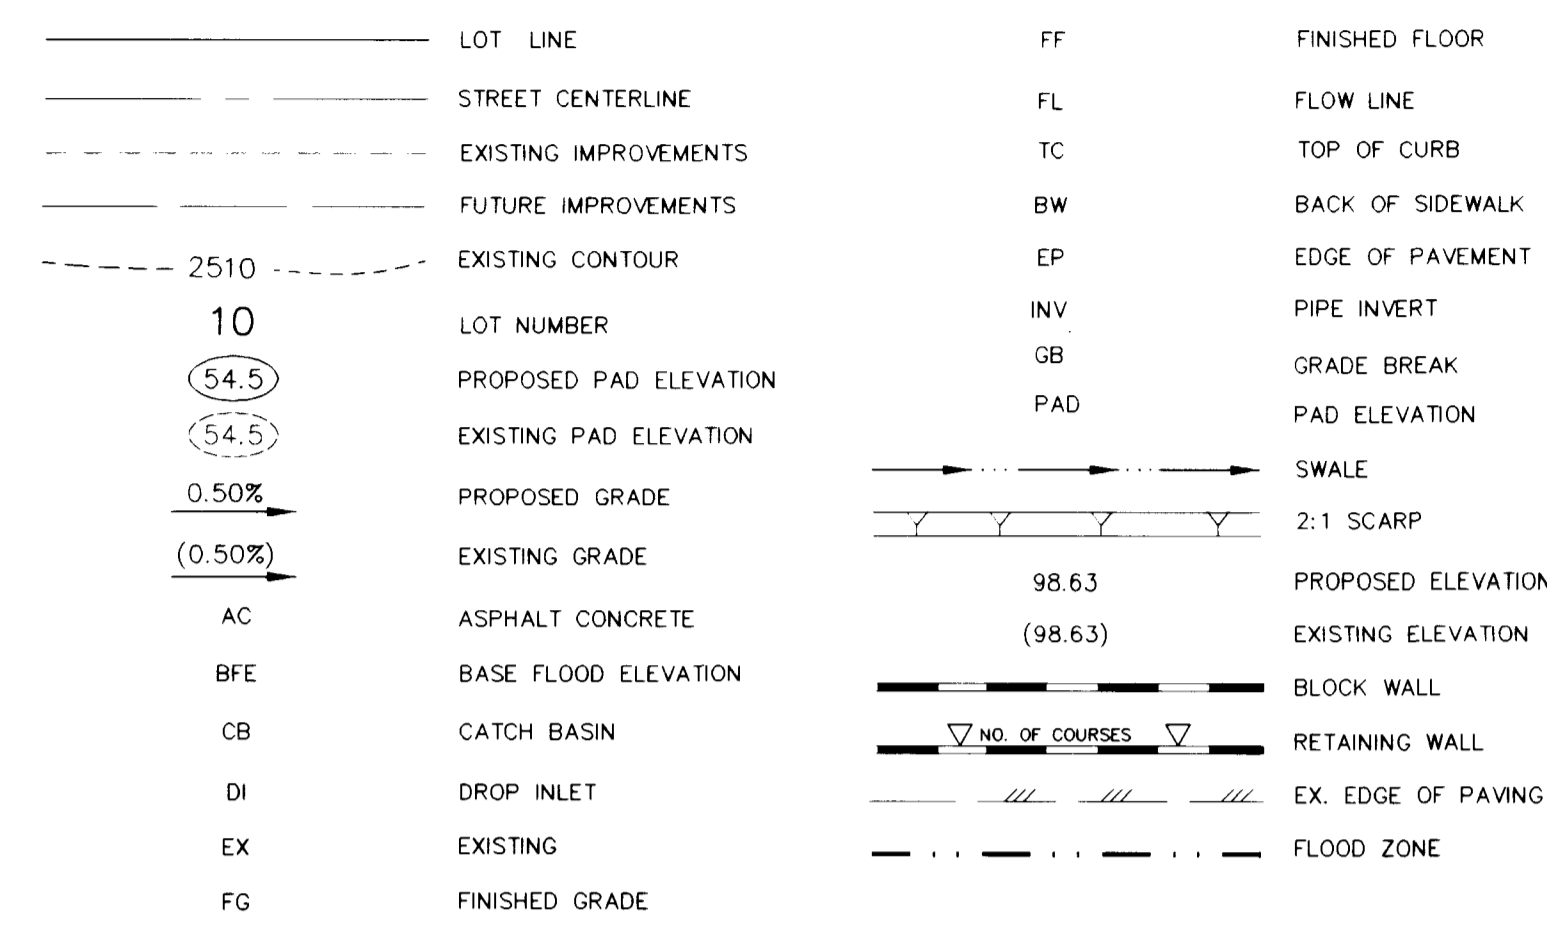 LOT LINE
STREET CENTERLINE
EXISTING IMPROVEMENTS
FUTURE IMPROVEMENTS
2510 EXISTING CONTOUR
10 LOT NUMBER
54.5 PROPOSED PAD ELEVATION
54.5 EXISTING PAD ELEVATION
0.50% PROPOSED GRADE
(0.50%) EXISTING GRADE
AC ASPHALT CONCRETE
BFE BASE FLOOD ELEVATION
CB CATCH BASIN
DI DROP INLET
EX EXISTING
FG FINISHED GRADE
FF FINISHED FLOOR
FL FLOW LINE
TC TOP OF CURB
BW BACK OF SIDEWALK
EP EDGE OF PAVEMENT
INV PIPE INVERT
GB GRADE BREAK
PAD PAD ELEVATION
SWALE
2:1 SCARP
98.63 PROPOSED ELEVATION
(98.63) EXISTING ELEVATION
BLOCK WALL
NO. OF COURSES RETAINING WALL
EX. EDGE OF PAVING
FLOOD ZONE